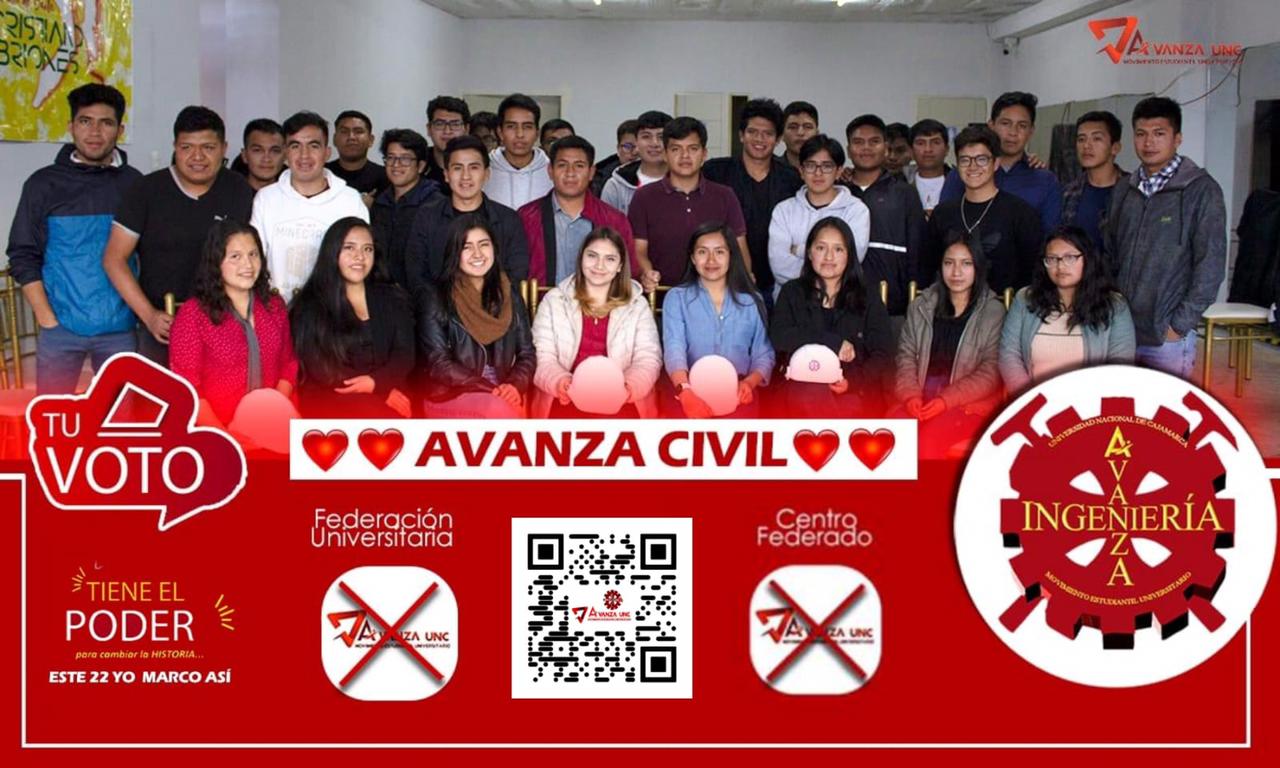 CRISTIANO
BRIONES
AVANZA UNC
MOVIMIENTO ESTUDIANTIL UNIVERSITARIO
TU
VOTO
AVANZA CIVIL
Federación
Universitaria
Centro
Federado
TIENE EL
PODER
para cambiar la HISTORIA...
ESTE 22 YO MARCO ASÍ
AVANZA UNC
MOVIMIENTO ESTUDIANTIL UNIVERSITARIO
AVANZA UNC
AVANZA UNC
MOVIMIENTO ESTUDIANTIL UNIVERSITARIO
UNIVERSIDAD NACIONAL DE CAJAMARCA
AVANZA
INGENIERÍA
MOVIMIENTO ESTUDIANTIL UNIVERSITARIO
MINECRAFT